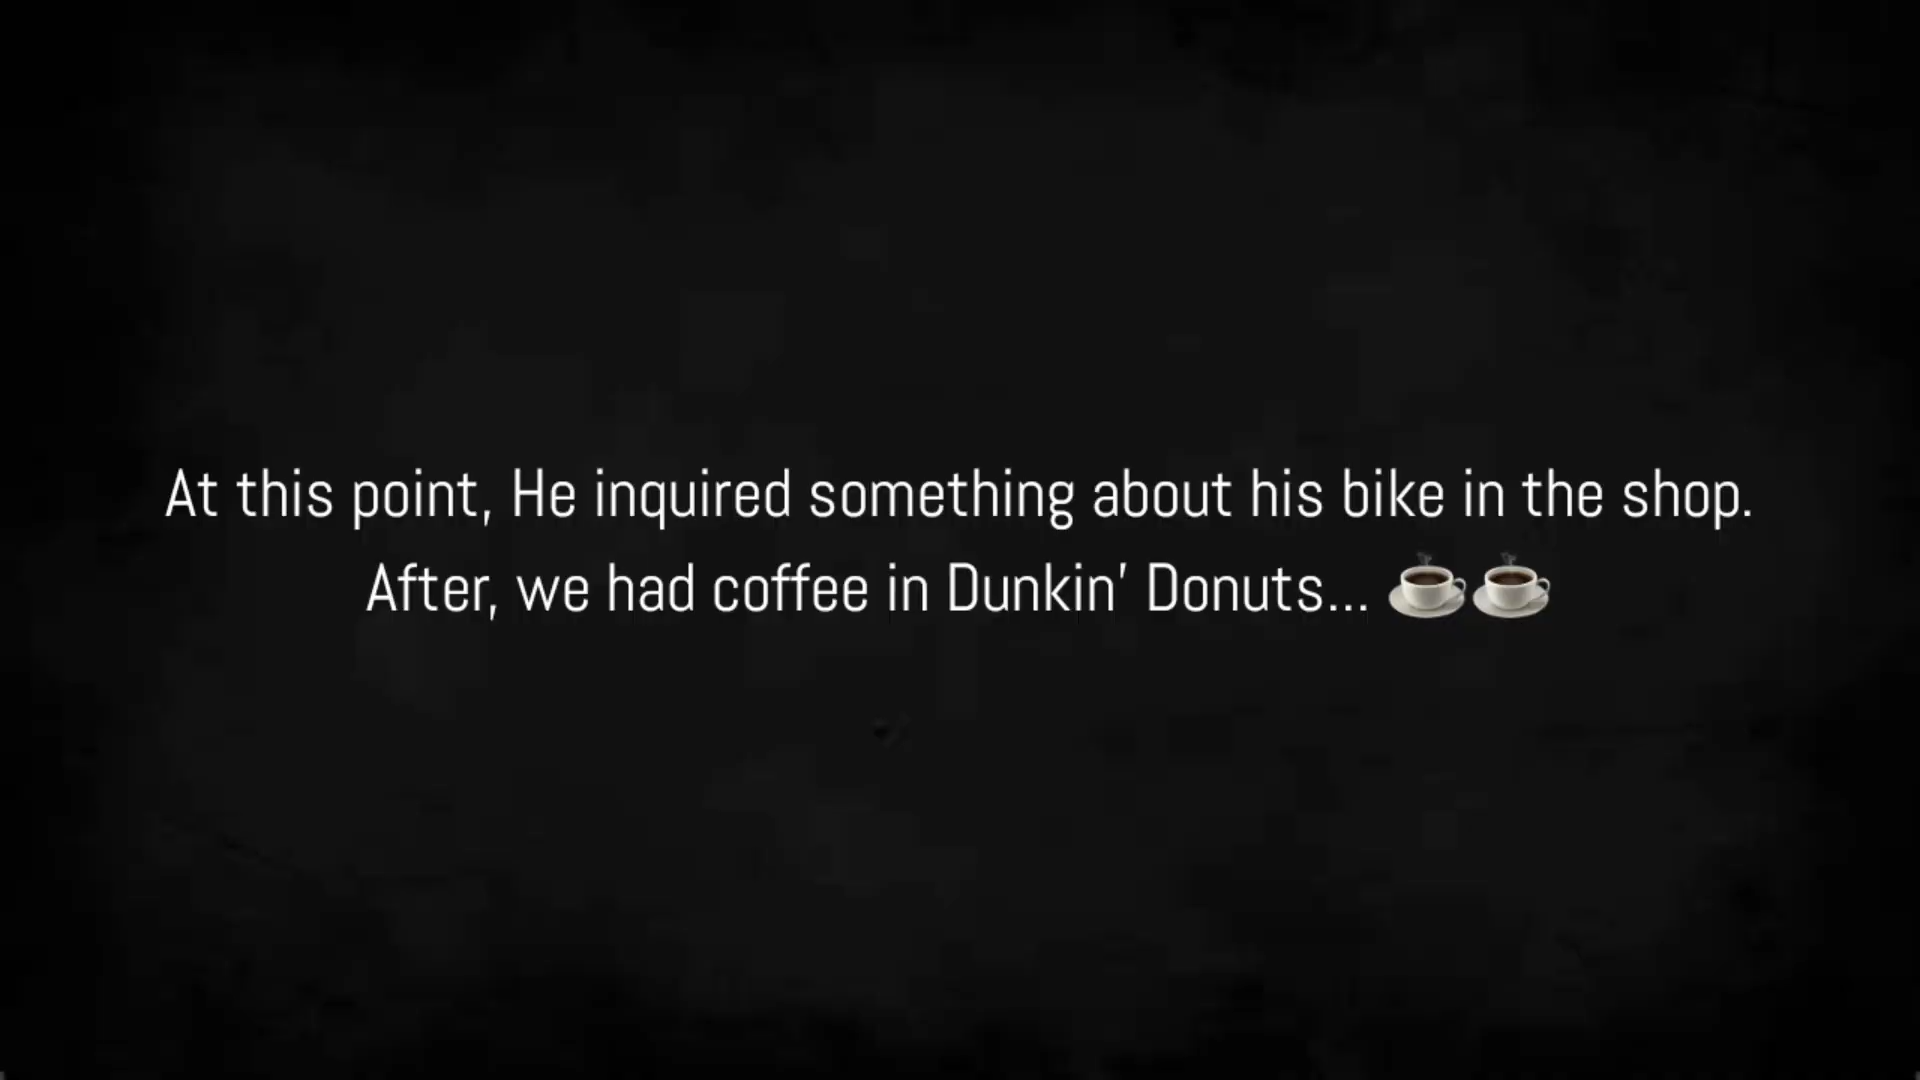 At this point, He inquired something about his bike in the shop.
After, we had coffee in Dunkin' Donuts... ☕☕